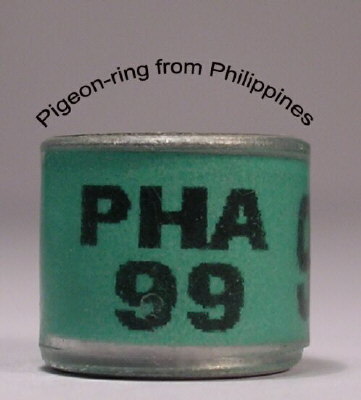 Pigeon-ring from Philippines
PHA
99